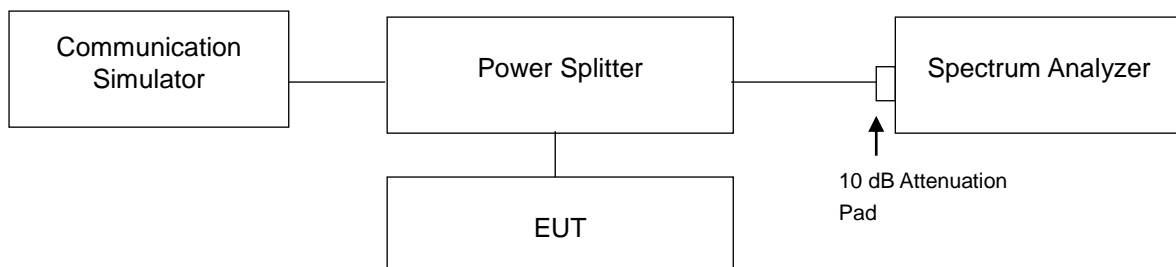 Communication
Simulator
Power Splitter
Spectrum Analyzer
10 dB Attenuation
Pad
EUT